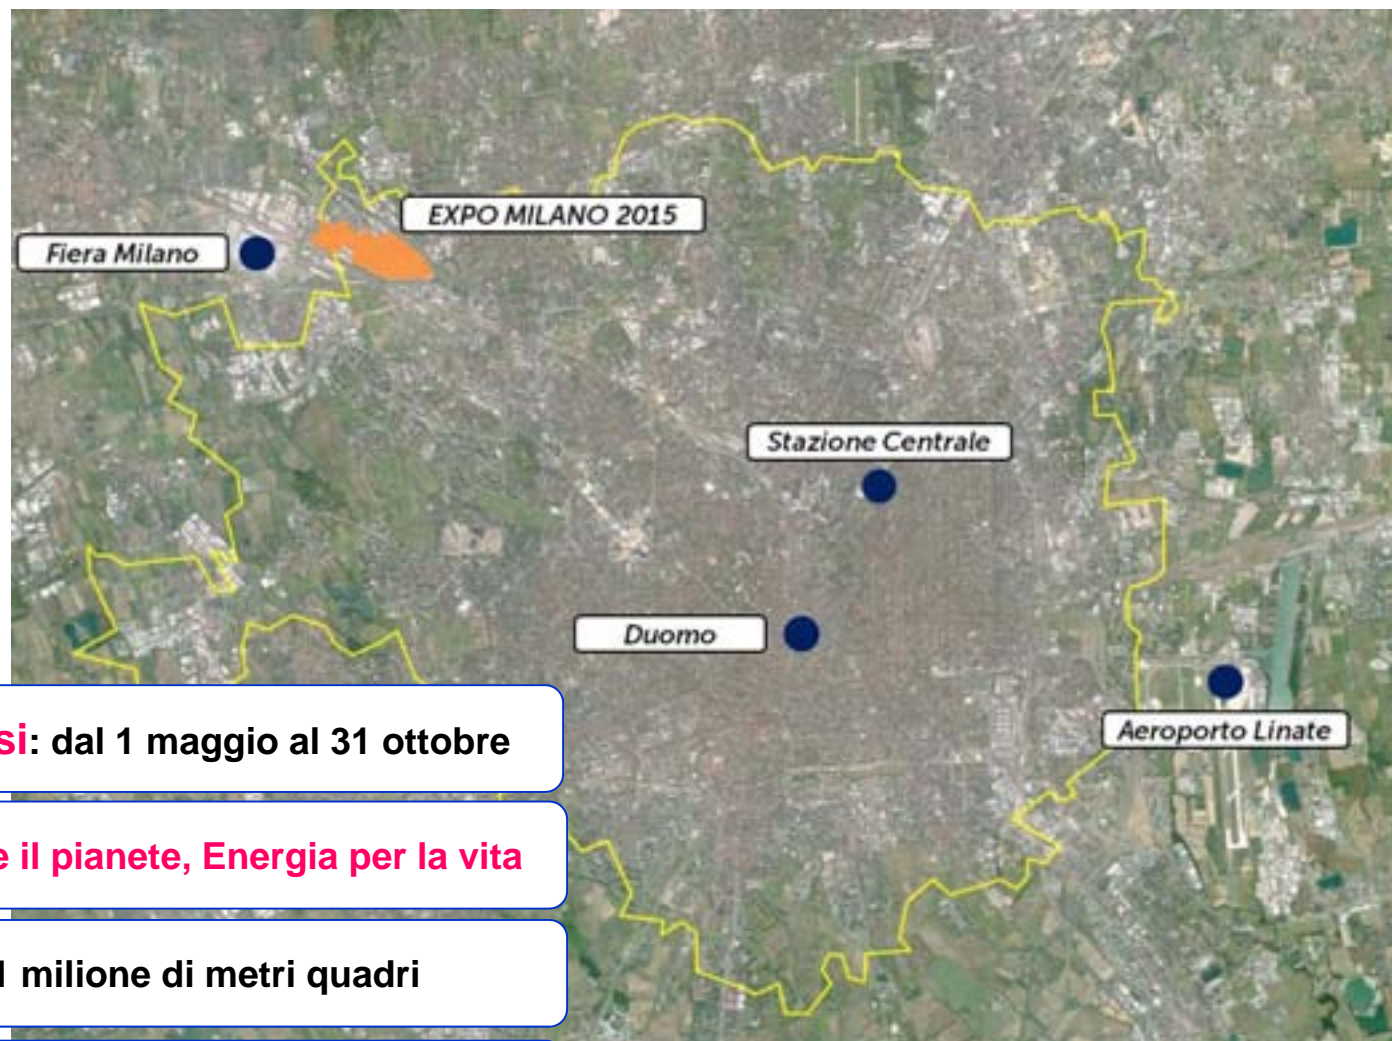 EXPO MILANO 2015
Fiera Milano
Stazione Centrale
Duomo
Aeroporto Linate
si: dal 1 maggio al 31 ottobre
e il pianete, Energia per la vita
milione di metri quadri